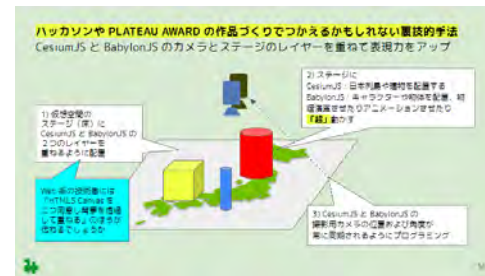 ハッカソンや PLATEAU AWARD の作品づくりでつかえるかもしれない裏技的手法
CesiumJS と BabylonJS のカメラとステージのレイヤーを重ねて表現力をアップ
1) 仮想空間の
ステージ（床）に
CesiumJS と BabylonJS の
２つのレイヤーを
重ねるように配置
Web 系の技術者には
「HTML5 Canvas を
二つ用意し背景を透過
して重ねる」のほうが
伝わるでしょうか
2) ステージに
CesiumJS：日本列島や建物を配置する
BabylonJS：キャラクターや物体を配置、物
理演算させたりアニメーションさせたり
動かす
3) CesiumJS と BabylonJS の
撮影用カメラの位置および角度が
常に同期されるようにプログラミング